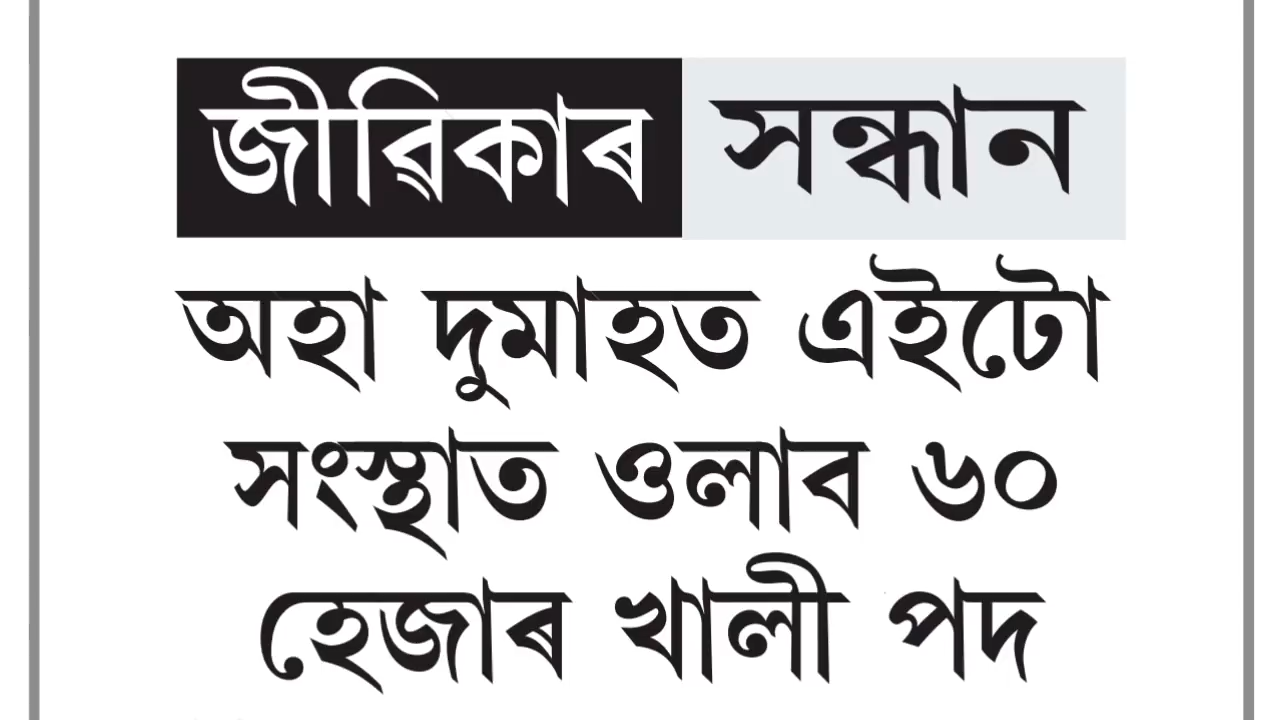 জীৱিকাৰ সন্ধান
অহা দুমাহত এইটো
সংস্থাত ওলাব ৬০
হেজাৰ খালী পদ